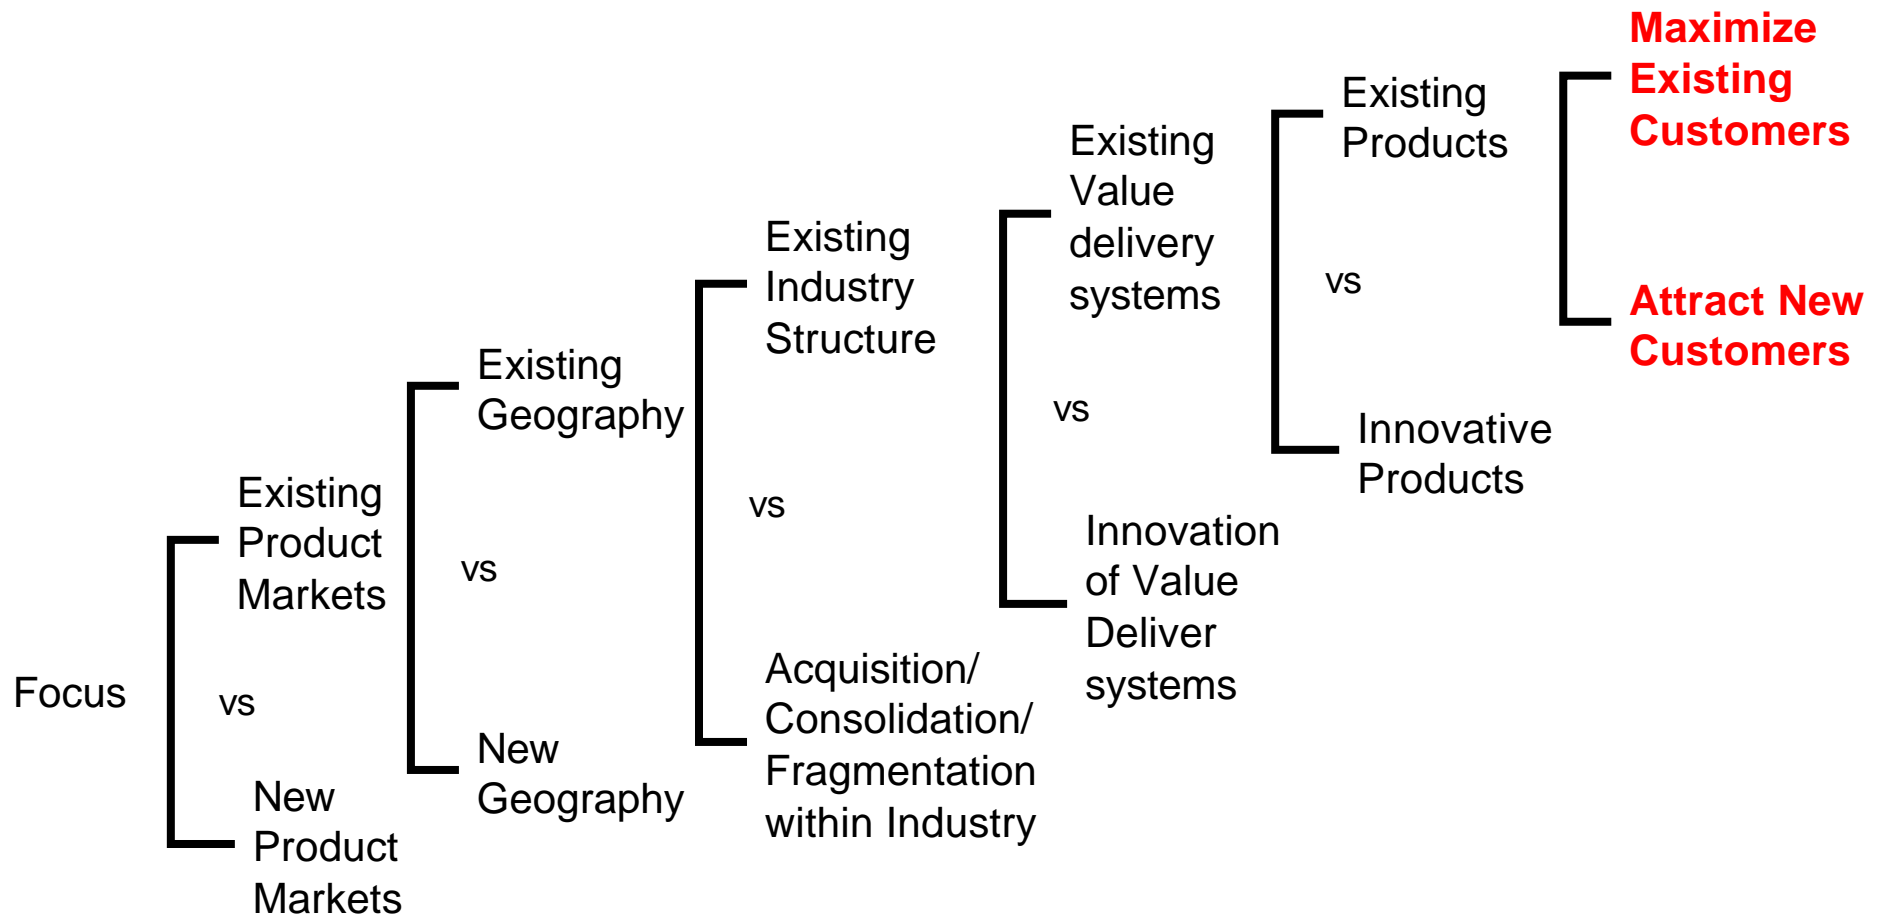 Focus
Existing
Product
Markets
vs
New
Product
Markets
Existing
Geography
vs
New
Geography
Existing
Industry
Structure
vs
Acquisition/
Consolidation/
Fragmentation
within Industry
Existing
Value
delivery
systems
vs
Innovation
of Value
Deliver
systems
Existing
Products
vs
Innovative
Products
Maximize
Existing
Customers
Attract New
Customers